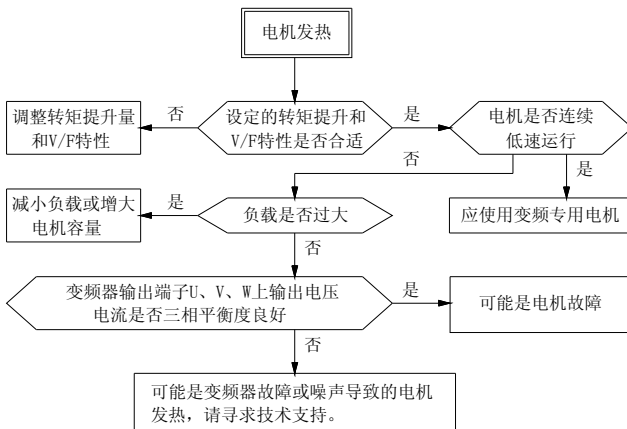 电机发热
调整转矩提升量
和V/F特性
否
设定的转矩提升和
V/F特性是否合适
是
电机是否连续
低速运行
否
是
减小负载或增大
电机容量
是
负载是否过大
应使用变频专用电机
否
变频器输出端子U、V、W上输出电压
电流是否三相平衡度良好
是
可能是电机故障
否
可能是变频器故障或噪声导致的电机
发热，请寻求技术支持。